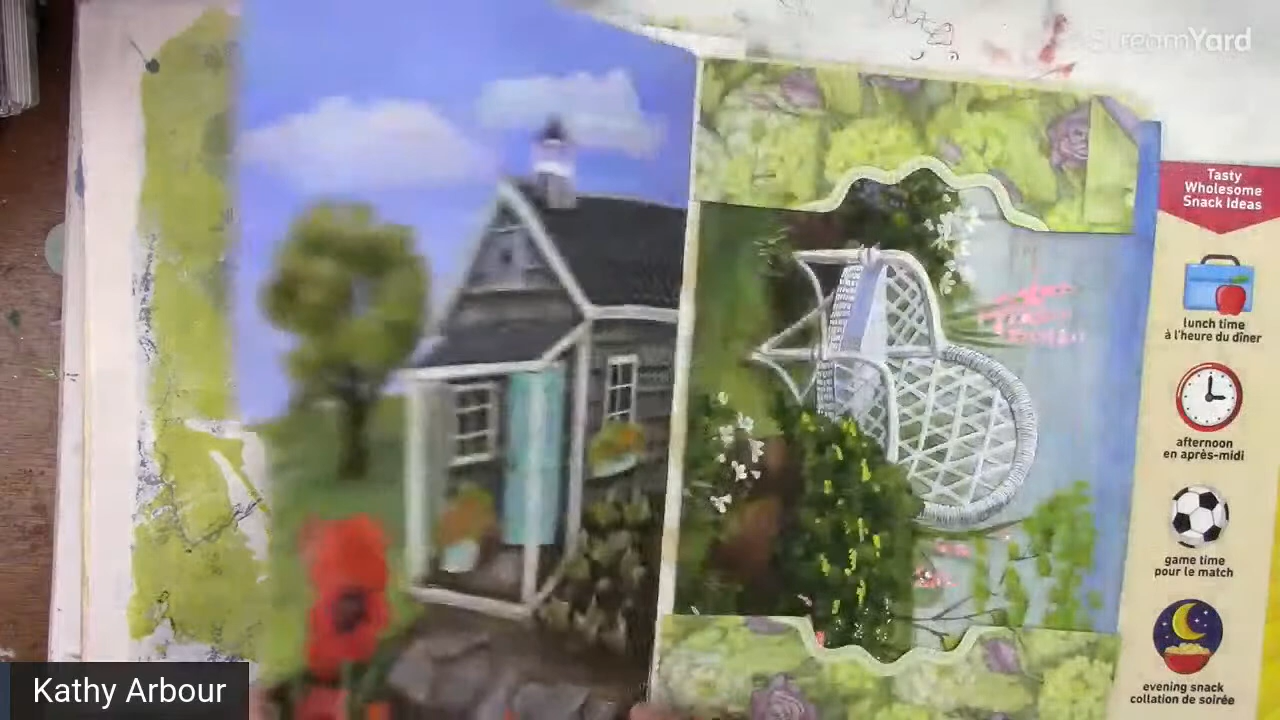 StreamYard
Tasty
Wholesome
Snack Ideas
lunch time
à l'heure du dîner
afternoon
en après-midi
game time
pour le match
evening snack
collation de soirée
Kathy Arbour